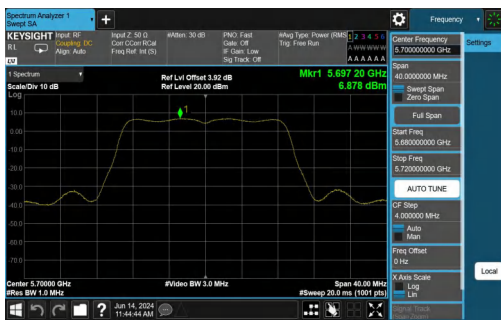 Spectrum Analyzer 1
Swept SA
+
Frequency
KEYSIGHT
Input: RF
Coupling: DC
Align: Auto
Input Z: 50 Ω
Corr CCorr RCal
Freq Ref: Int (S)
#Atten: 30 dB
PNO: Fast
Gate: Off
IF Gain: Low
Sig Track: Off
#Avg Type: Power (RMS)
Trig: Free Run
1 2 3 4 5 6
A W W W W W
A A A A A A
R L
LV
1 Spectrum
Scale/Div 10 dB
Log
Ref Lvl Offset 3.92 dB
Ref Level 20.00 dBm
Mkr1 5.697 20 GHz
6.878 dBm
1
10.0
0.00
-10.0
-20.0
-30.0
-40.0
-50.0
-60.0
-70.0
Center 5.70000 GHz
#Res BW 1.0 MHz
#Video BW 3.0 MHz
Span 40.00 MHz
#Sweep 20.0 ms (1001 pts)
Jun 14, 2024
11:44:44 AM
?
Center Frequency
5.700000000 GHz
Settings
Span
40.0000000 MHz
Swept Span
Zero Span
Full Span
Start Freq
5.680000000 GHz
Stop Freq
5.720000000 GHz
AUTO TUNE
CF Step
4.000000 MHz
Auto
Man
Freq Offset
0 Hz
X Axis Scale
Log
Lin
Local
Signal Track